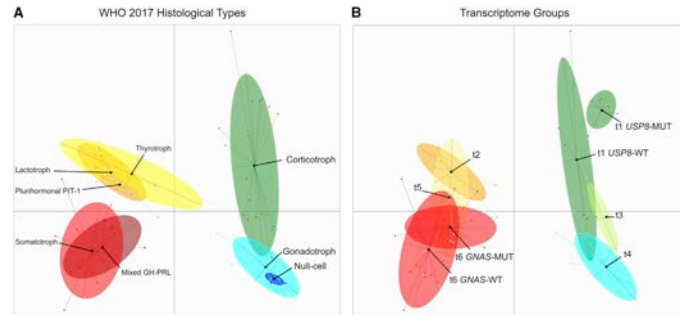 A
WHO 2017 Histological Types
Thyrotroph
Lactotroph
Plurihormonal PIT-1
Corticotroph
Somatotroph
Mixed GH-PRL
Gonadotroph
Null-cell
B
Transcriptome Groups
t1 USP8-MUT
t2
t1 USP8-WT
t5
t3
t6 GNAS-MUT
t4
t6 GNAS-WT